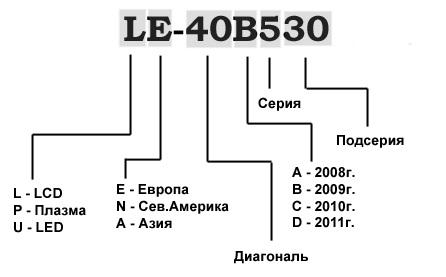 LE-40B530
Серия
Подсерия
L - LCD
P - Плазма
U - LED
E - Европа
N - Сев.Америка
A - Азия
A - 2008г.
B - 2009г.
C - 2010г.
D - 2011г.
Диагональ